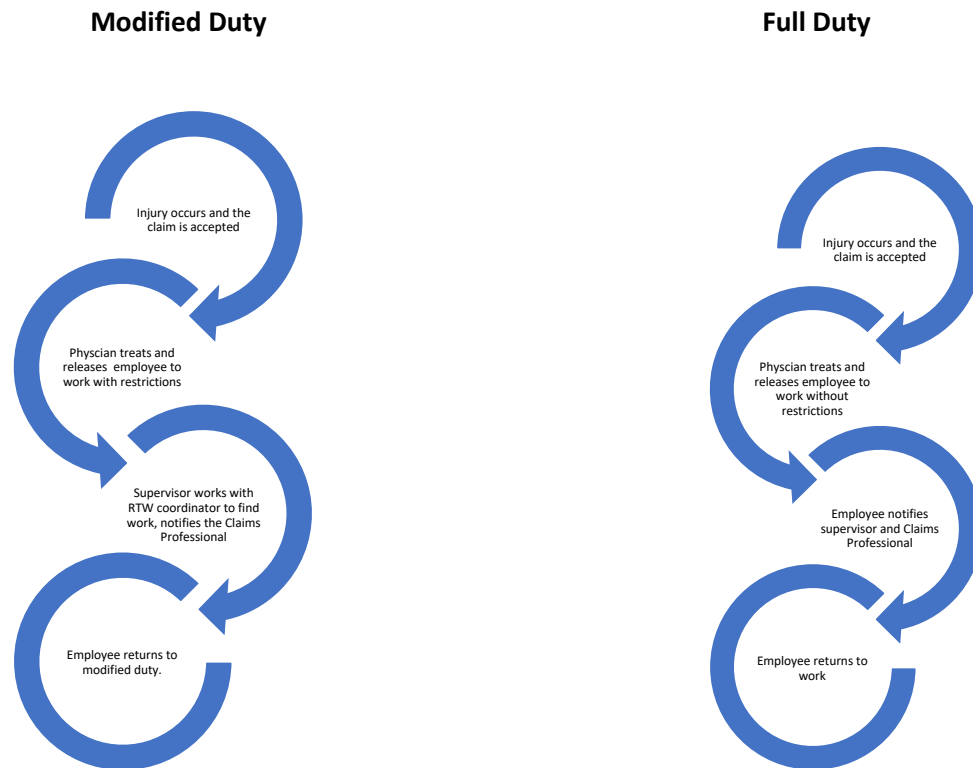 Modified Duty
Injury occurs and the
claim is accepted
Physcian treats and
releases  employee to
work with restrictions
Supervisor works with
RTW coordinator to find
work, notifies the Claims
Professional
Employee returns to
modified duty.
Full Duty
Injury occurs and the
claim is accepted
Physcian treats and
releases employee to
work without
restrictions
Employee notifies
supervisor and Claims
Professional
Employee returns to
work